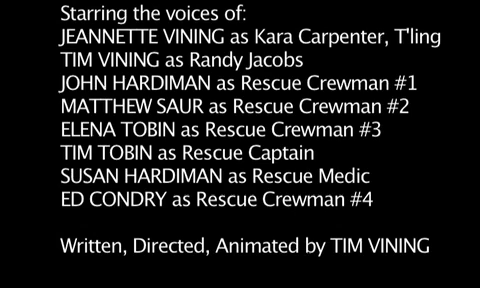 Starring the voices of:
JEANNETTE VINING as Kara Carpenter, T'ling
TIM VINING as Randy Jacobs
JOHN HARDIMAN as Rescue Crewman #1
MATTHEW SAUR as Rescue Crewman #2
ELENA TOBIN as Rescue Crewman #3
TIM TOBIN as Rescue Captain
SUSAN HARDIMAN as Rescue Medic
ED CONDRY as Rescue Crewman #4
Written, Directed, Animated by TIM VINING